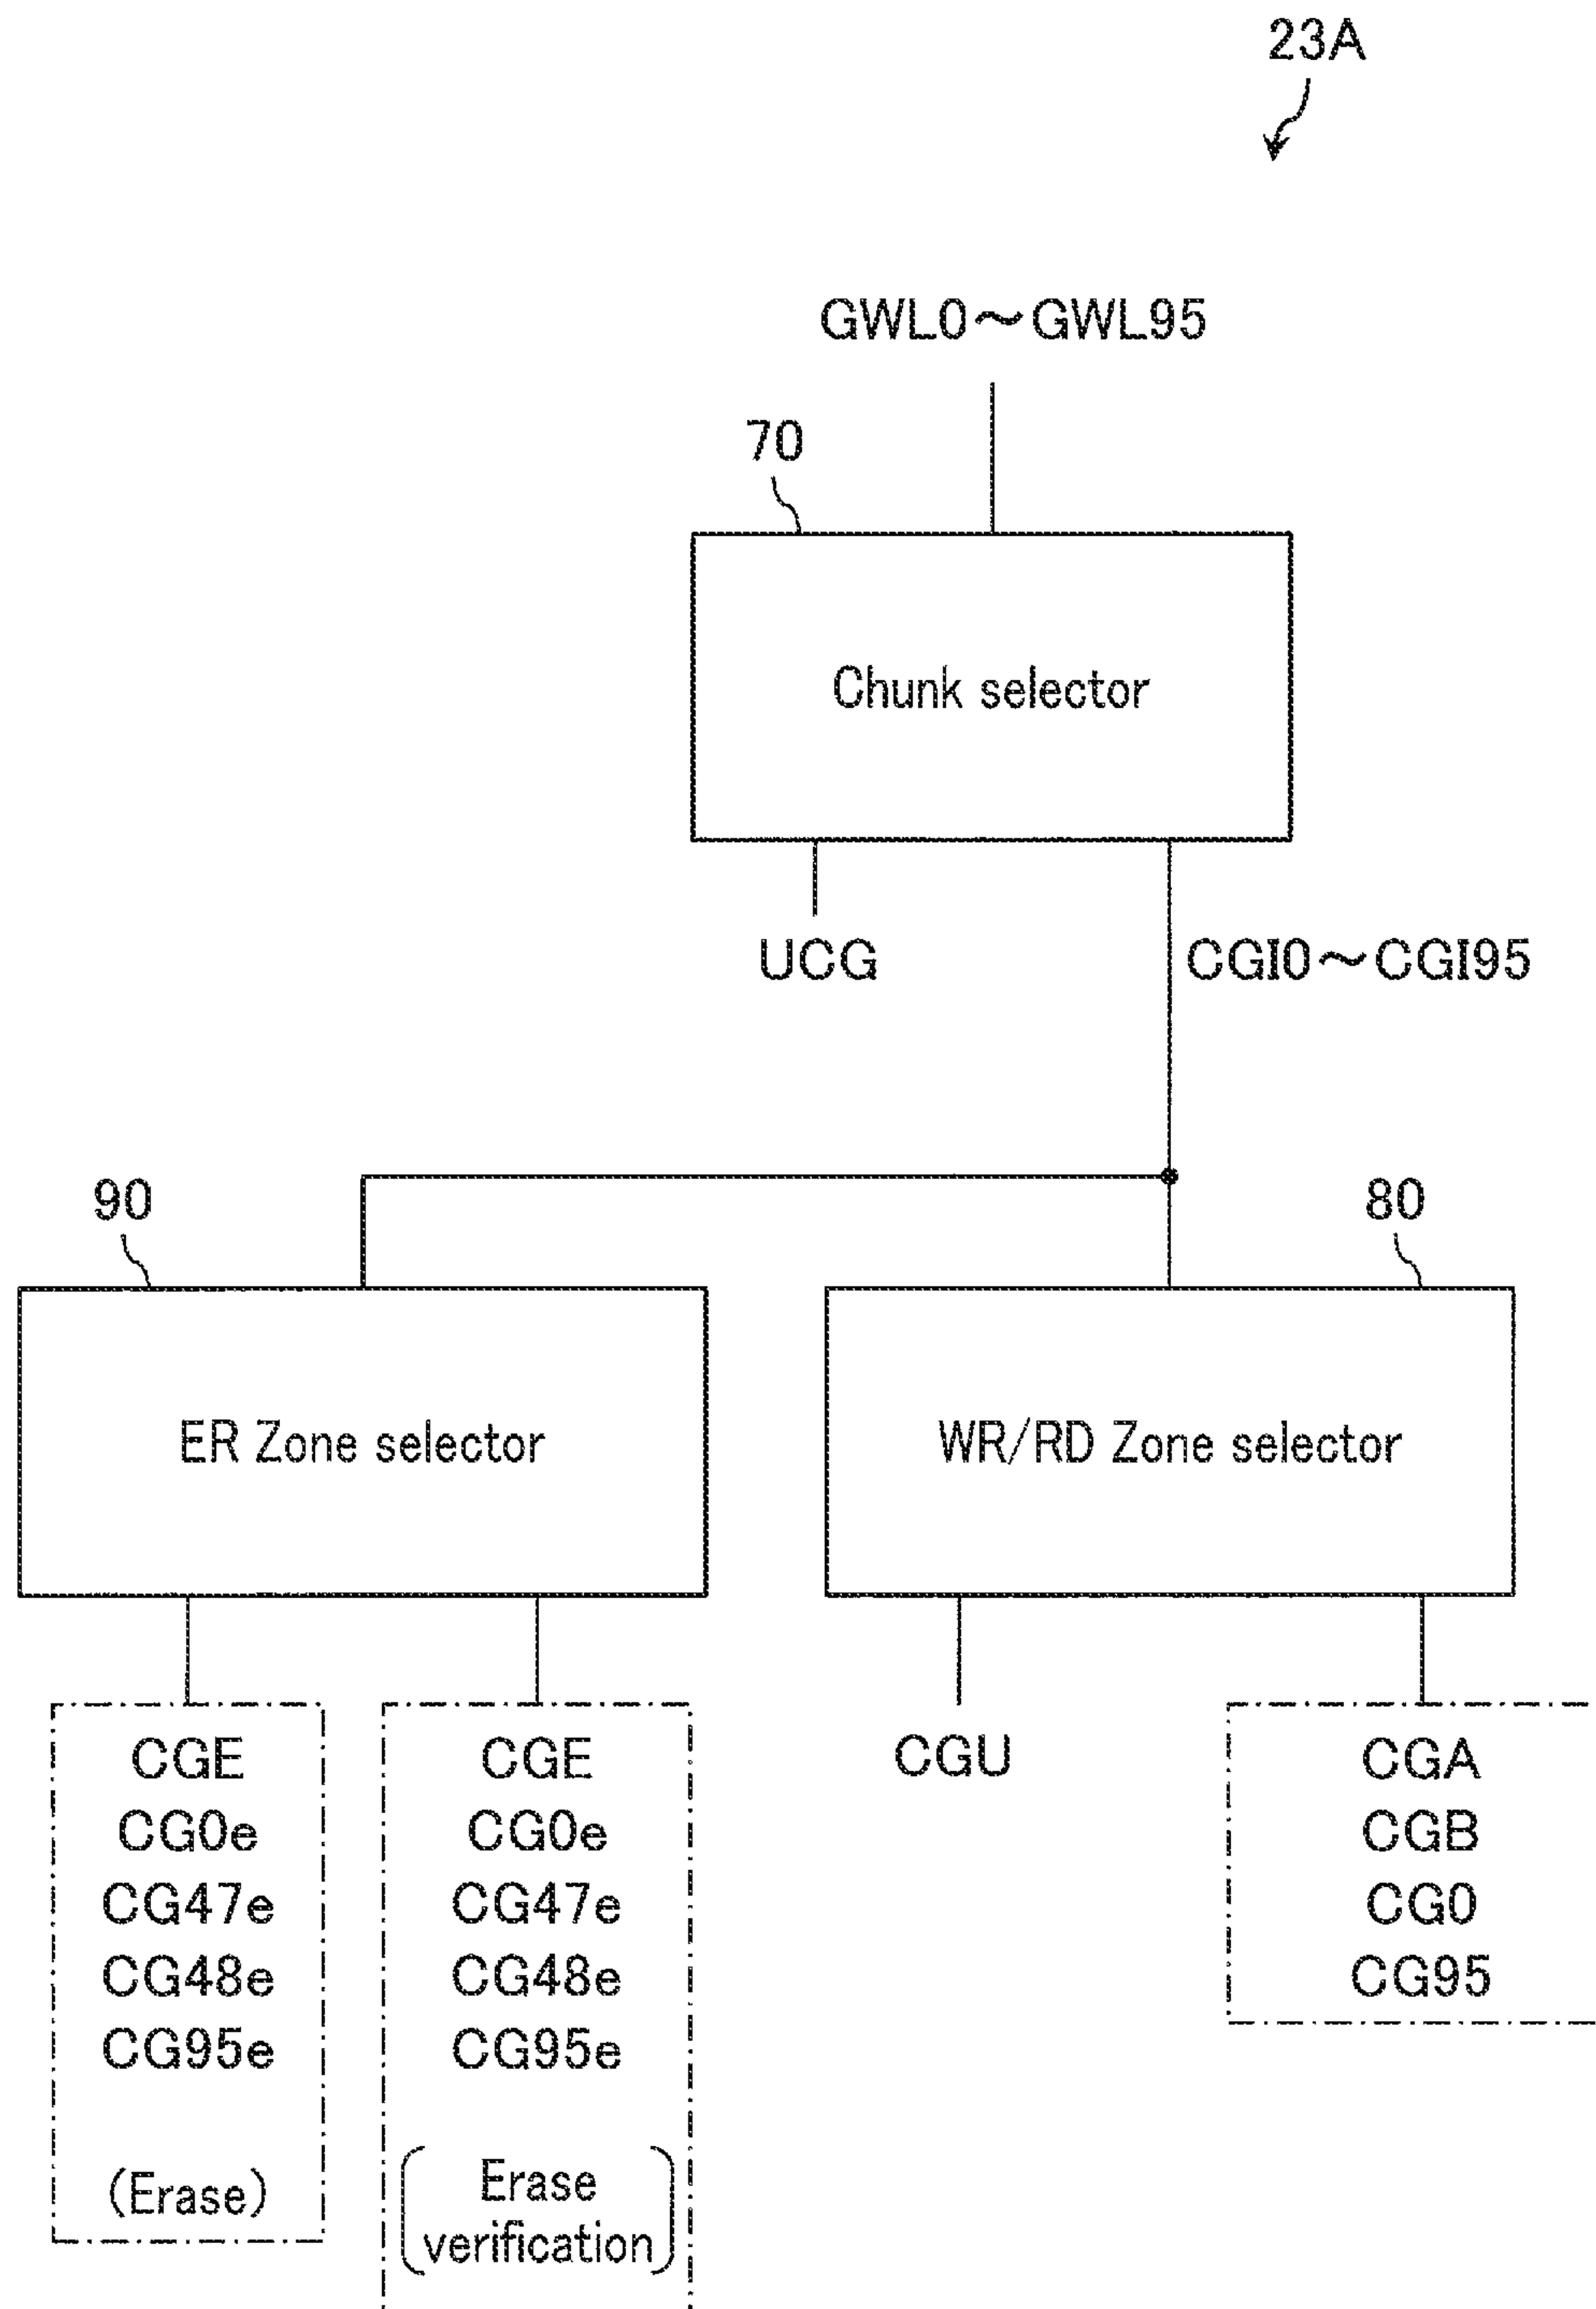 23A
GWL0～GWL95
70
Chunk selector
UCG
CGI0～CGI95
90
80
ER Zone selector
WR/RD Zone selector
CGE
CG0e
CG47e
CG48e
CG95e
(Erase)
CGE
CG0e
CG47e
CG48e
CG95e
(Erase
verification)
CGU
CGA
CGB
CG0
CG95